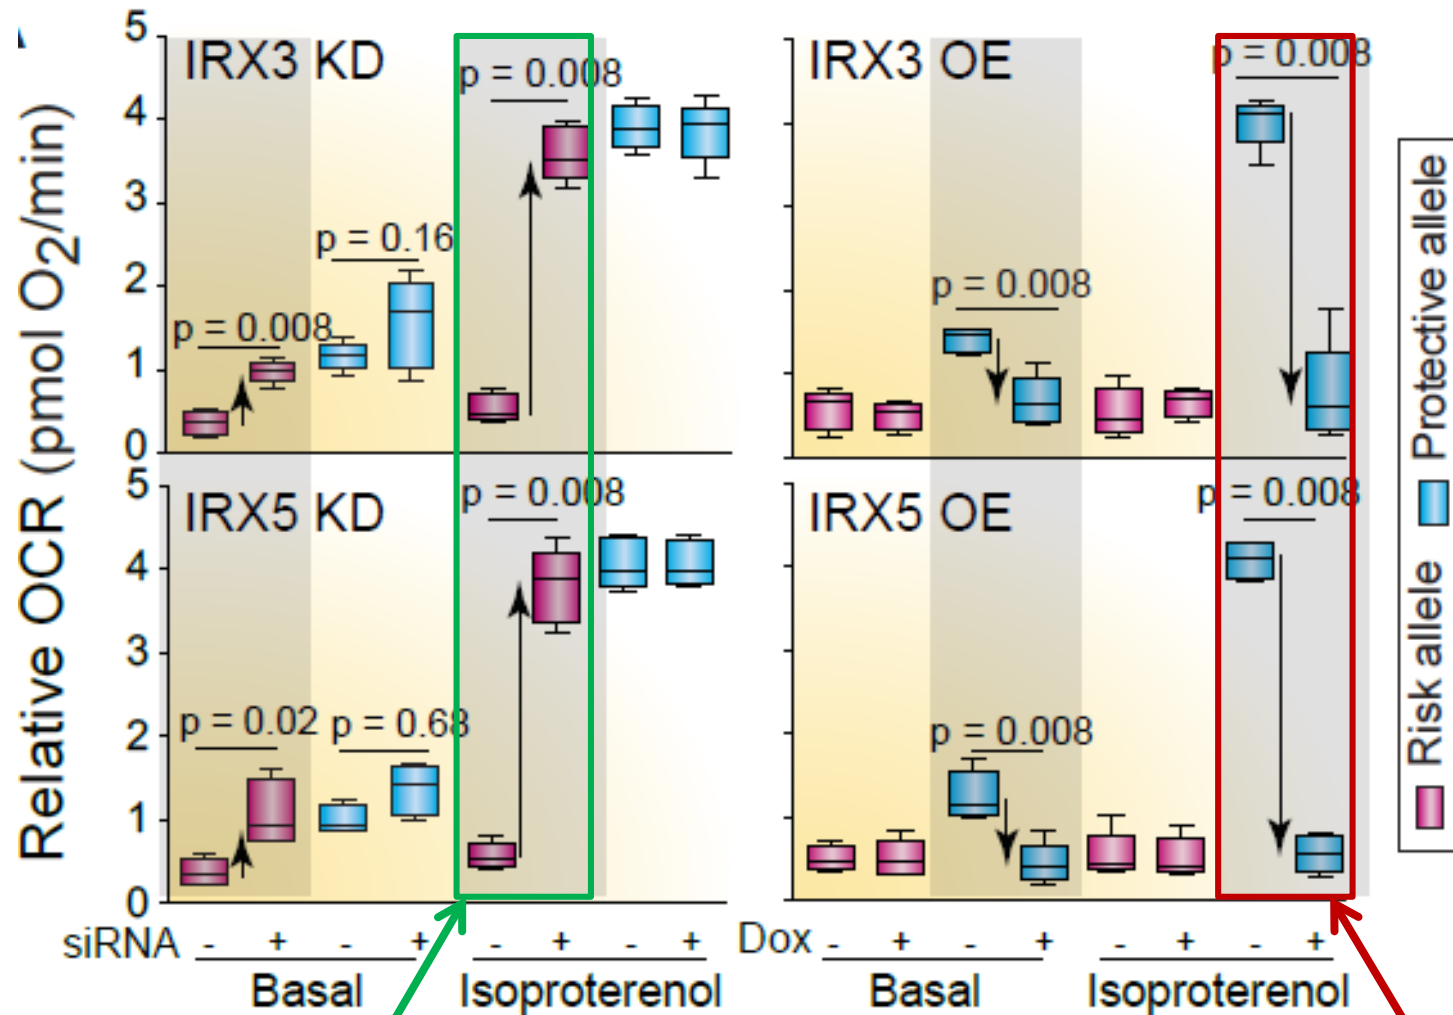 5
IRX3 KD
p = 0.008
4
3
p = 0.16
2
p = 0.008
1
0
IRX3 OE
p = 0.008
p = 0.008
5
IRX5 KD
p = 0.008
4
3
p = 0.02
p = 0.68
2
1
0
IRX5 OE
p = 0.008
p = 0.008
Relative OCR (pmol O2/min)
siRNA - + - + - + - +
Basal
Isoproterenol
Dox - + - + - + - +
Basal
Isoproterenol
Risk allele
Protective allele